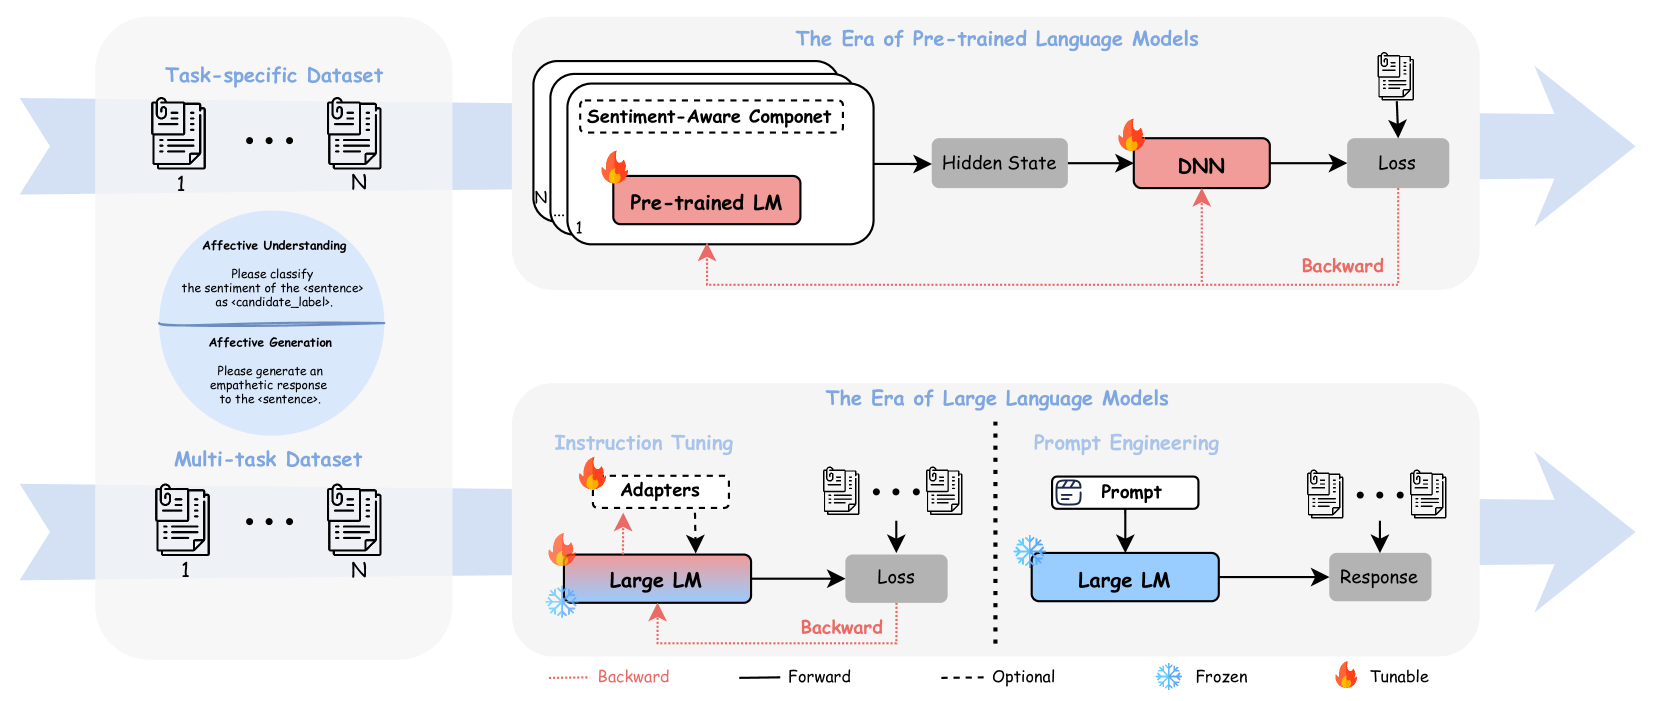 Task-specific Dataset
1
N
Affective Understanding
Please classify
the sentiment of the <sentence>
as <candidate_label>.
Affective Generation
Please generate an
empathetic response
to the <sentence>.
Multi-task Dataset
1
N
The Era of Pre-trained Language Models
Sentiment-Aware Componet
Pre-trained LM
N
...
1
Hidden State
DNN
Loss
Backward
The Era of Large Language Models
Instruction Tuning
Adapters
Large LM
Loss
Backward
Prompt Engineering
Prompt
Large LM
Response
Backward
Forward
Optional
Frozen
Tunable